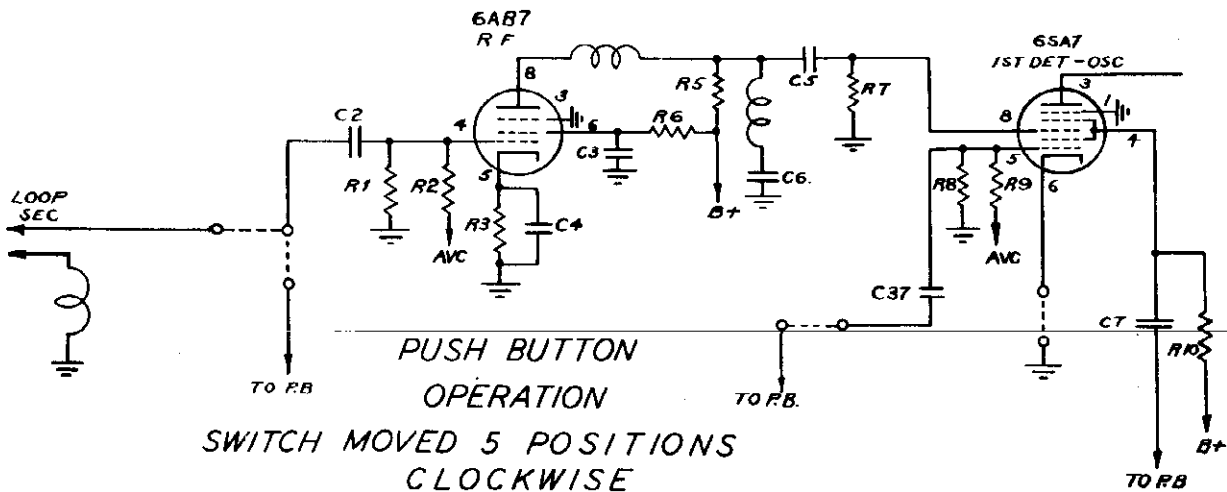 6AB7
RF
8
3
4
6
5
C2
R1
R2
AVC
R3
C4
C3
R6
R5
B+
C6.
C5
R7
6SA7
1ST DET-OSC
3
1
8
4
5
6
R8
R9
AVC
C37
C7
R10
B+
LOOP
SEC
TO P.B
TO P.B.
TO P.B
PUSH BUTTON
OPERATION
SWITCH MOVED 5 POSITIONS
CLOCKWISE